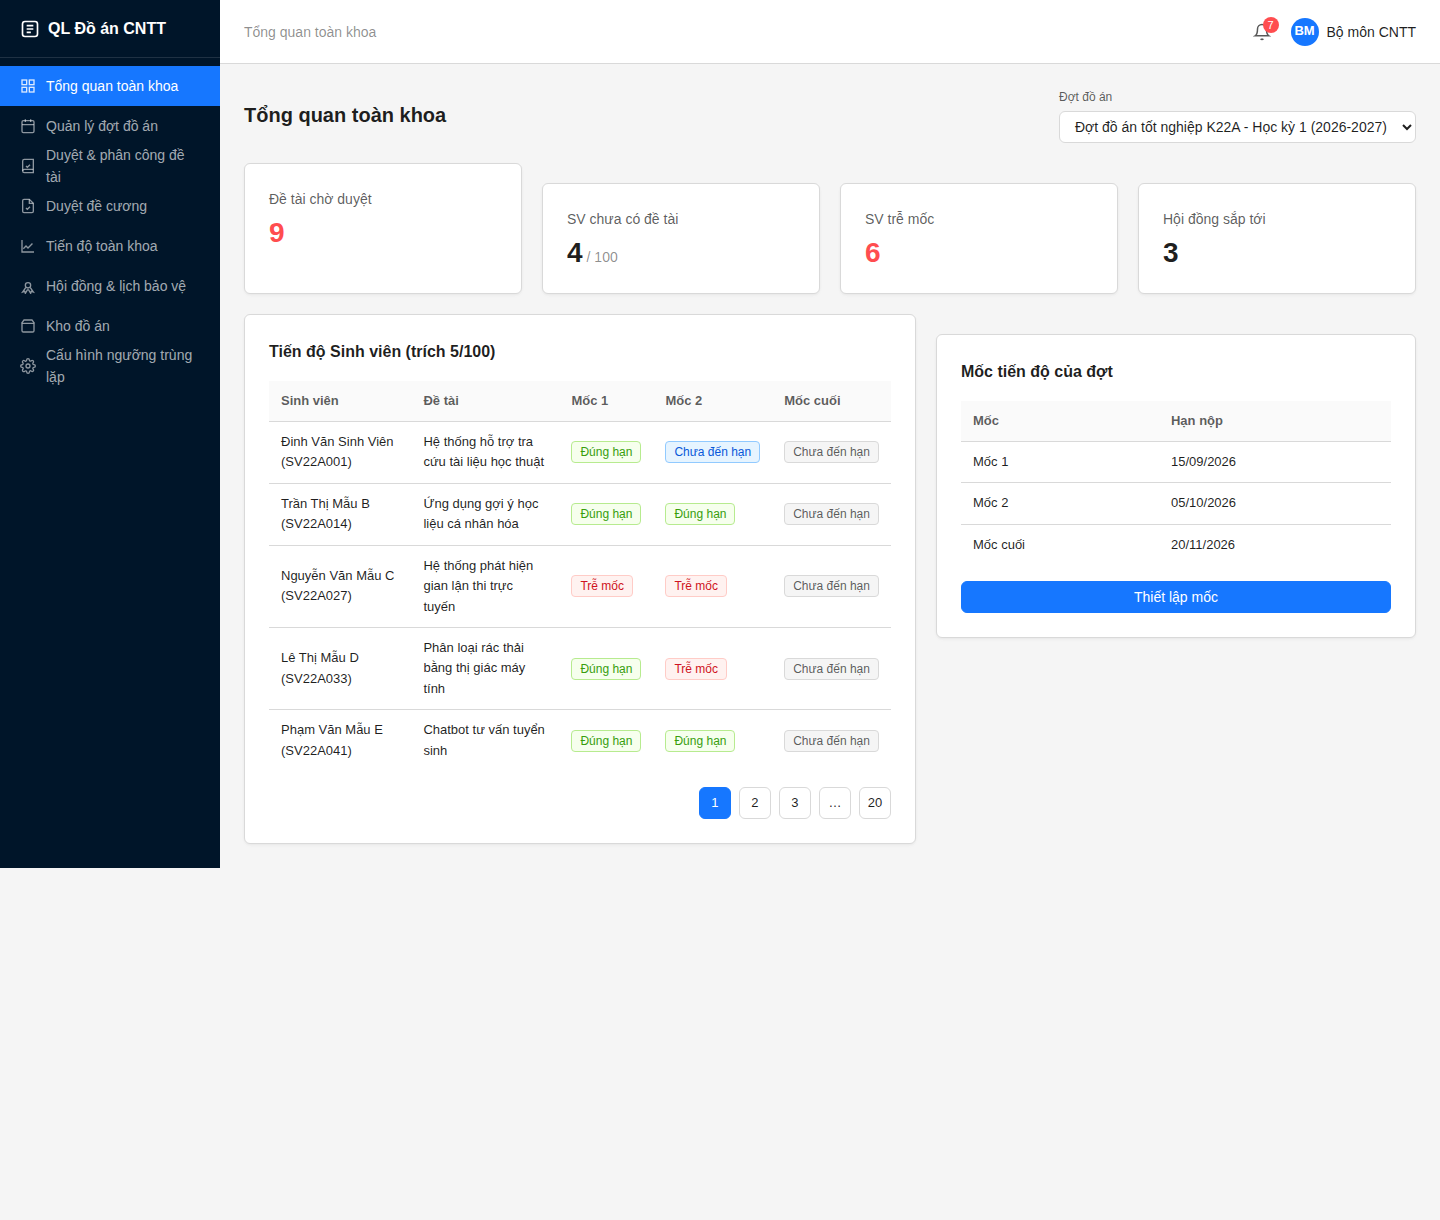 QL Đồ án CNTT
Tổng quan toàn khoa
Quản lý đợt đồ án
Duyệt & phân công đề
tài
Duyệt đề cương
Tiến độ toàn khoa
Hội đồng & lịch bảo vệ
Kho đồ án
Cấu hình ngưỡng trùng
lặp
Tổng quan toàn khoa
7
BM
Bộ môn CNTT
Tổng quan toàn khoa
Đợt đồ án
Đợt đồ án tốt nghiệp K22A - Học kỳ 1 (2026-2027)
Đề tài chờ duyệt
9
SV chưa có đề tài
4 / 100
SV trễ mốc
6
Hội đồng sắp tới
3
Tiến độ Sinh viên (trích 5/100)
Sinh viên Đề tài Mốc 1 Mốc 2 Mốc cuối
Đinh Văn Sinh Viên
(SV22A001)
Hệ thống hỗ trợ tra
cứu tài liệu học thuật
Đúng hạn Chưa đến hạn Chưa đến hạn
Trần Thị Mẫu B
(SV22A014)
Ứng dụng gợi ý học
liệu cá nhân hóa
Đúng hạn Đúng hạn Chưa đến hạn
Nguyễn Văn Mẫu C
(SV22A027)
Hệ thống phát hiện
gian lận thi trực
tuyến
Trễ mốc Trễ mốc Chưa đến hạn
Lê Thị Mẫu D
(SV22A033)
Phân loại rác thải
bằng thị giác máy
tính
Đúng hạn Trễ mốc Chưa đến hạn
Phạm Văn Mẫu E
(SV22A041)
Chatbot tư vấn tuyển
sinh
Đúng hạn Đúng hạn Chưa đến hạn
1 2 3 … 20
Mốc tiến độ của đợt
Mốc Hạn nộp
Mốc 1 15/09/2026
Mốc 2 05/10/2026
Mốc cuối 20/11/2026
Thiết lập mốc